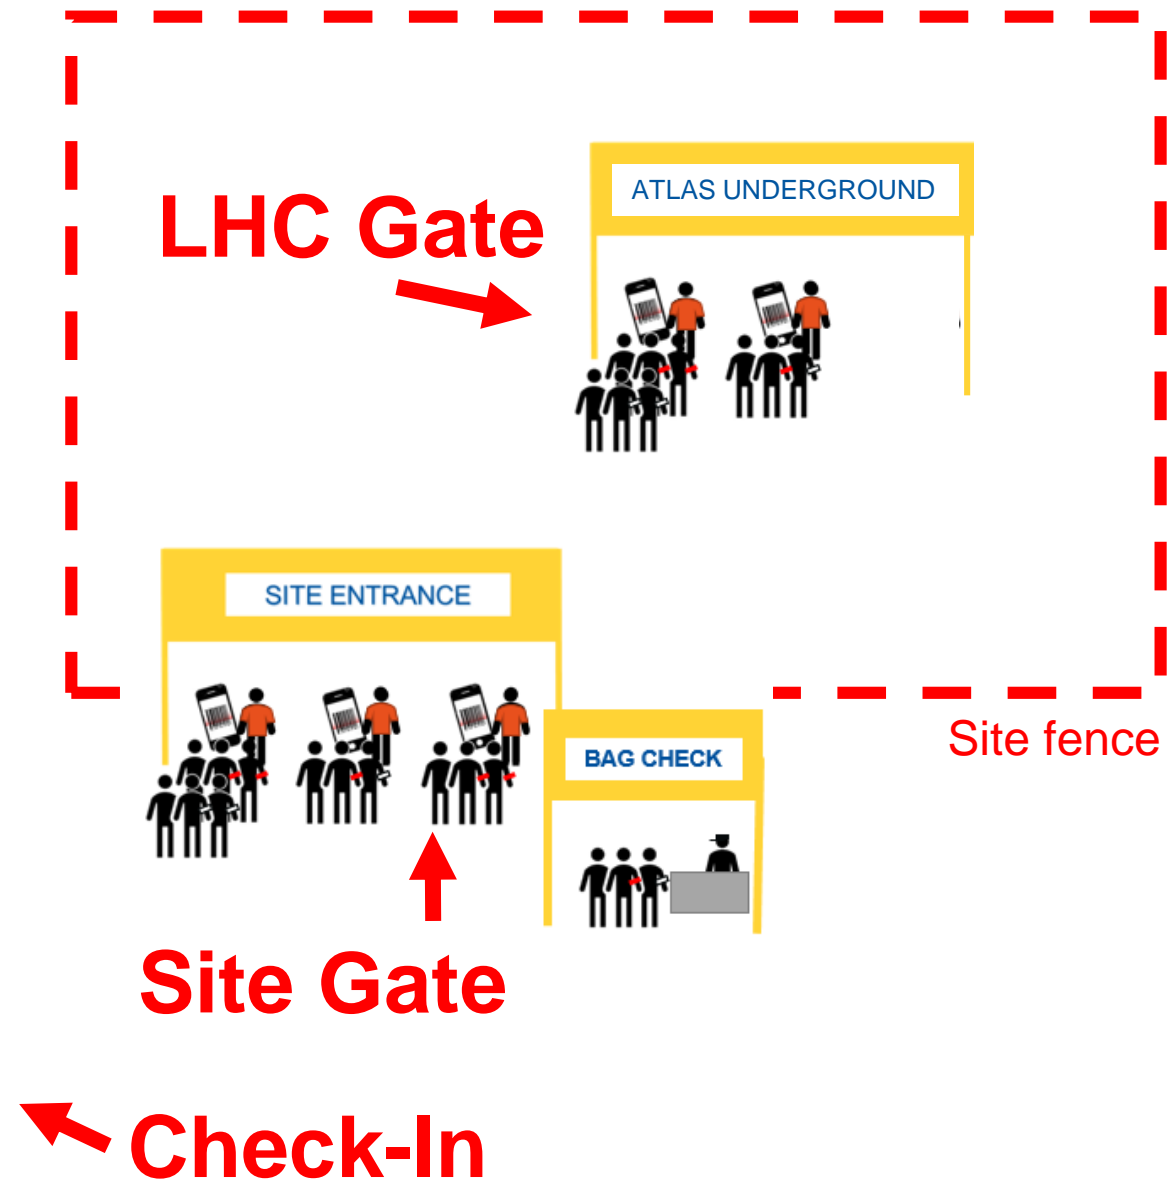 ATLAS UNDERGROUND
LHC Gate
SITE ENTRANCE
Site fence
BAG CHECK
Site Gate
Check-In